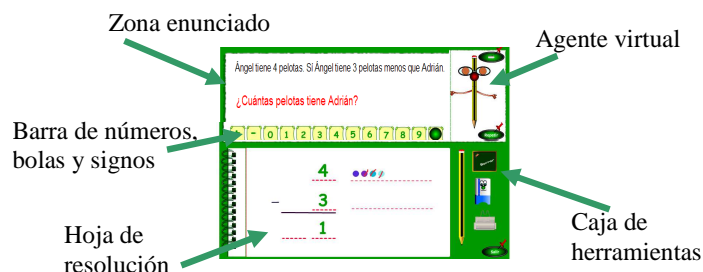 Zona enunciado
Agente virtual
Ángel tiene 4 pelotas. Sí Ángel tiene 3 pelotas menos que Adrián.
¿Cuántas pelotas tiene Adrián?
Barra de números,
bolas y signos
- 0 1 2 3 4 5 6 7 8 9
4
- 3
1
Hoja de
resolución
Caja de
herramientas